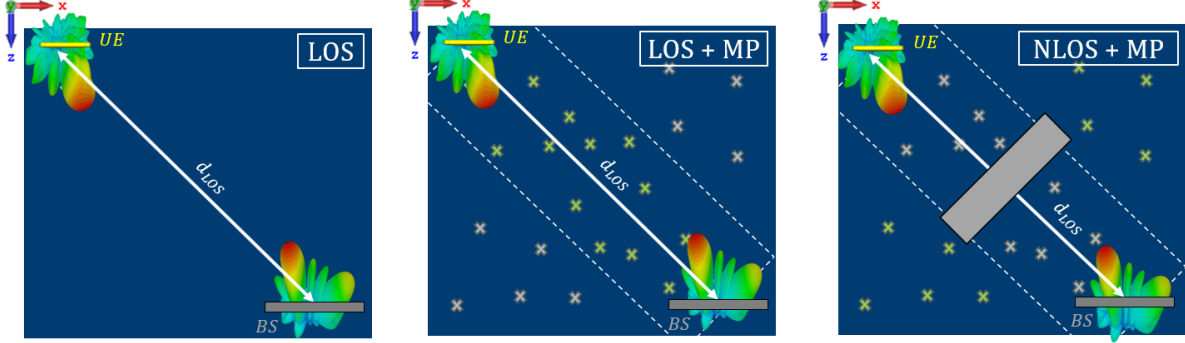 y x
z
UE
LOS
d_LOS
BS
y x
z
UE
LOS + MP
d_LOS
BS
y x
z
UE
NLOS + MP
d_LOS
BS